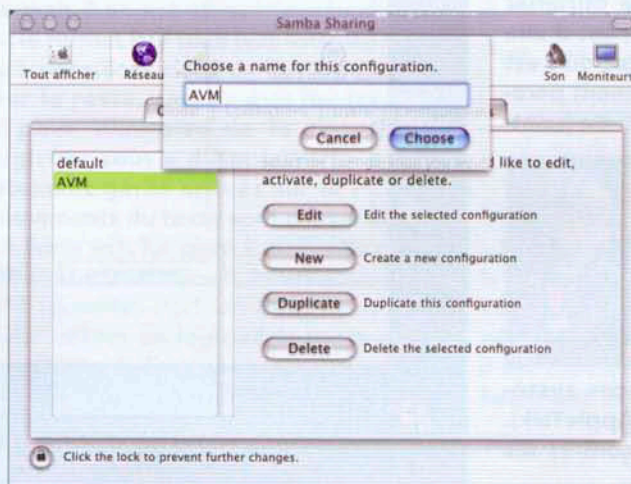 Samba Sharing
Tout afficher
Réseau
Son
Moniteurs
Choose a name for this configuration.
AVM
Cancel
Choose
default
AVM
like to edit,
activate, duplicate or delete.
Edit
Edit the selected configuration
New
Create a new configuration
Duplicate
Duplicate this configuration
Delete
Delete the selected configuration
Click the lock to prevent further changes.